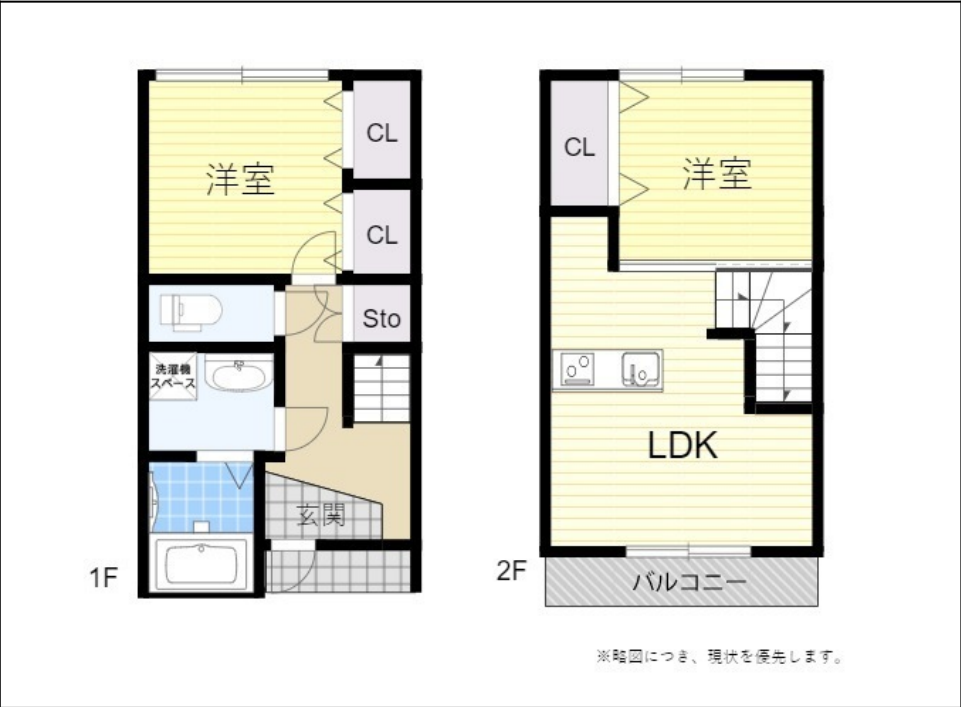 洋室
CL
CL
Sto
洗濯機
スペース
玄関
1F
CL
洋室
LDK
2F
バルコニー
※略図につき、現状を優先します。